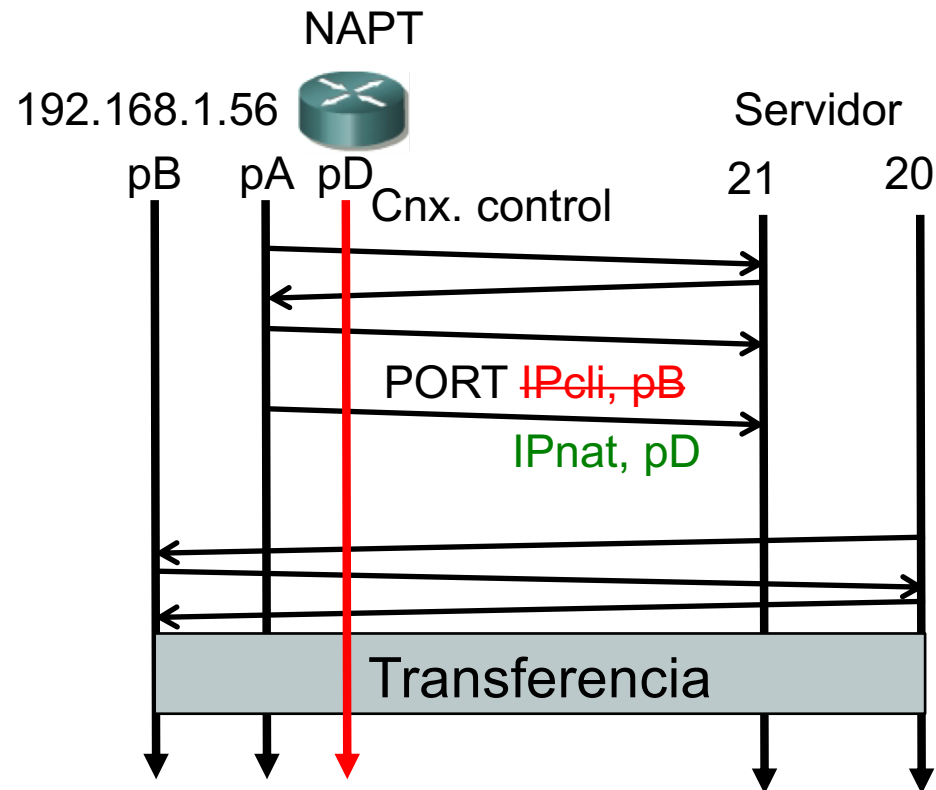 NAPT
192.168.1.56
Servidor
pB pA pD 21 20
Cnx. control
PORT IPcli, pB
IPnat, pD
Transferencia